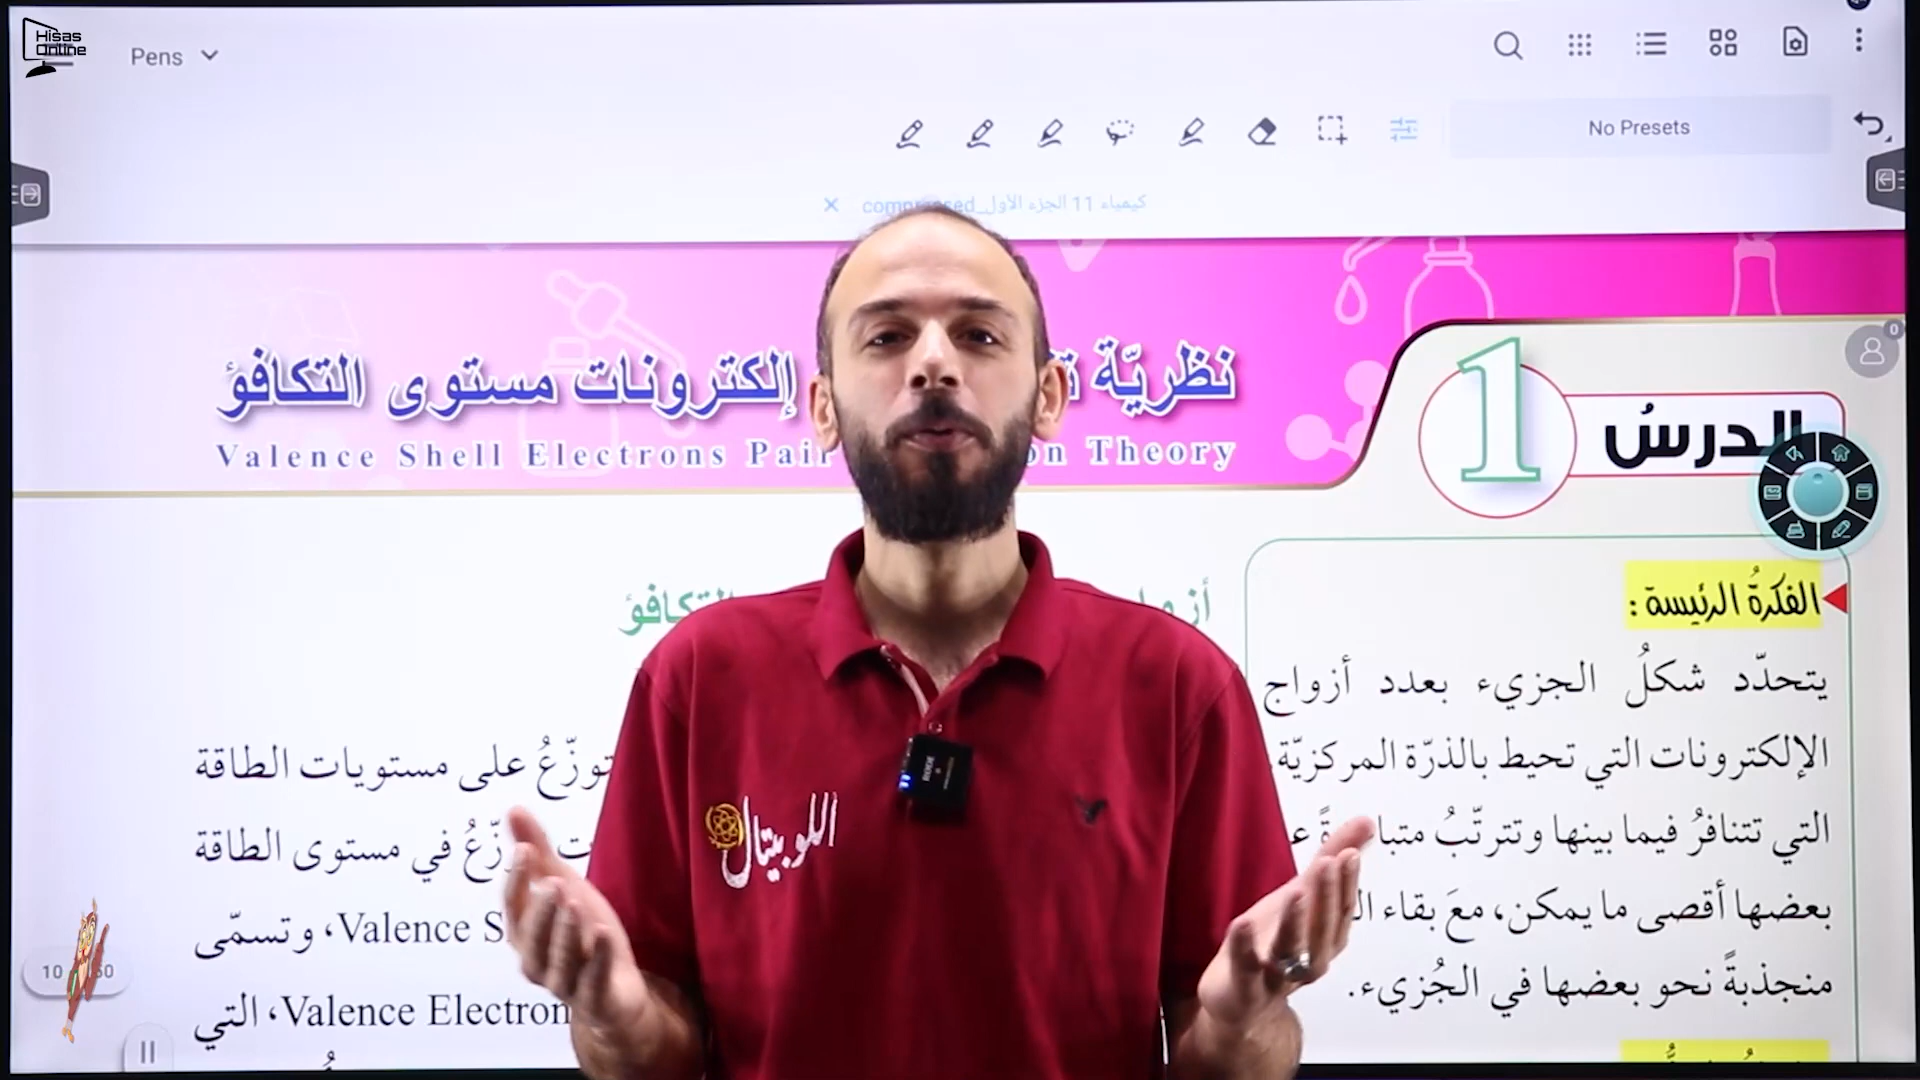 Hisas
Online
Pens
No Presets
كيمياء 11 الجزء الأول_compressed
0
الدرسُ 1
نظريّة إلكترونات مستوى التكافؤ
Valence Shell Electrons Pair Theory
التكافؤ
الفكرةُ الرئيسة :
يتحدّد شكلُ الجزيء بعدد أزواج
الإلكترونات التي تحيط بالذرّة المركزيّة،
التي تتنافرُ فيما بينها وتترتّبُ
بعضها أقصى ما يمكن، معَ بقاء
منجذبةً نحو بعضها في الجُزيء.
توزّعُ على مستويات الطاقة
في مستوى الطاقة
Valence، وتسمّى
Valence Electron، التي
اللوبيتال
RODE
10